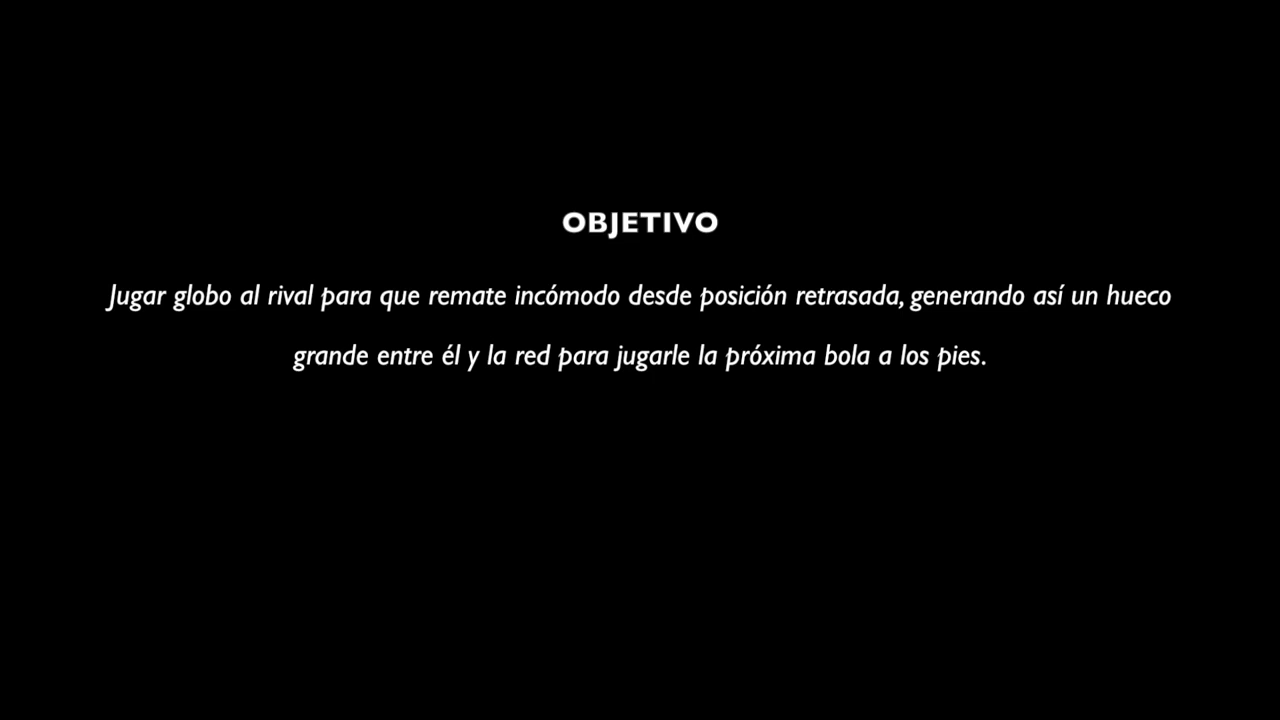 OBJETIVO
Jugar globo al rival para que remate incómodo desde posición retrasada, generando así un hueco
grande entre él y la red para jugarle la próxima bola a los pies.